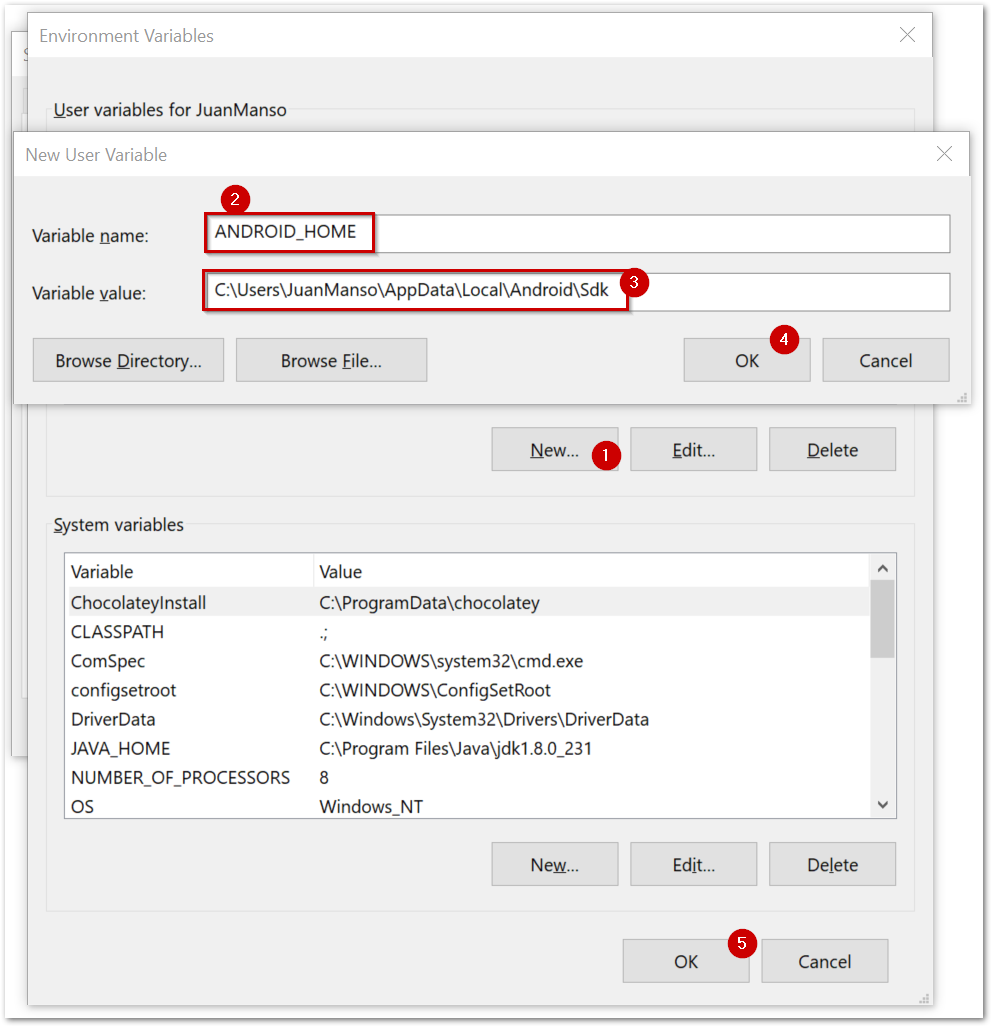 Environment Variables
User variables for JuanManso
New User Variable
2
Variable name: ANDROID_HOME
Variable value: C:\Users\JuanManso\AppData\Local\Android\Sdk 3
4
Browse Directory... Browse File... OK Cancel
New... 1 Edit... Delete
System variables
Variable Value
ChocolateyInstall C:\ProgramData\chocolatey
CLASSPATH .;
ComSpec C:\WINDOWS\system32\cmd.exe
configsetroot C:\WINDOWS\ConfigSetRoot
DriverData C:\Windows\System32\Drivers\DriverData
JAVA_HOME C:\Program Files\Java\jdk1.8.0_231
NUMBER_OF_PROCESSORS 8
OS Windows_NT
New... Edit... Delete
5
OK Cancel